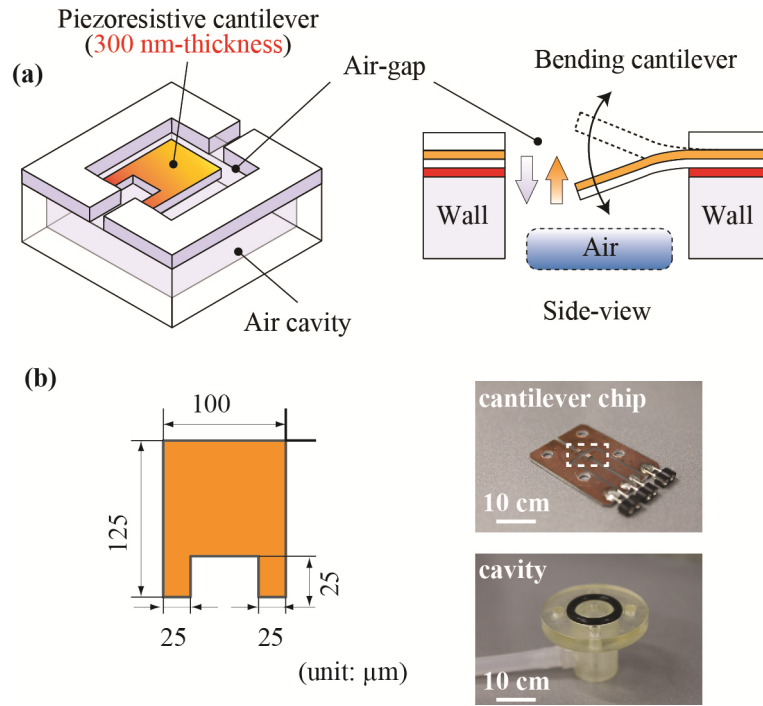 Piezoresistive cantilever
(300 nm-thickness)
(a)
Air-gap
Bending cantilever
Wall
Wall
Air
Air cavity
Side-view
(b)
100
125
25
25
25
(unit: µm)
cantilever chip
10 cm
cavity
10 cm